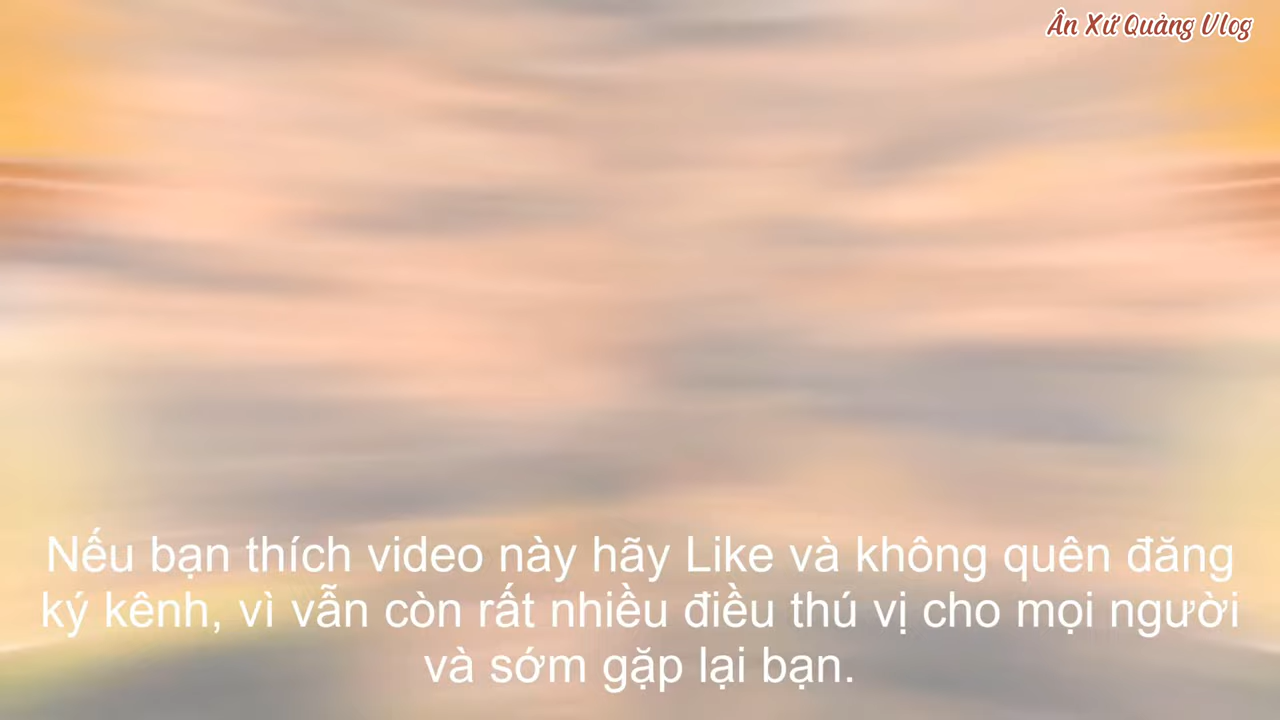 Ân Xứ Quảng Vlog
Nếu bạn thích video này hãy Like và không quên đăng
ký kênh, vì vẫn còn rất nhiều điều thú vị cho mọi người
và sớm gặp lại bạn.